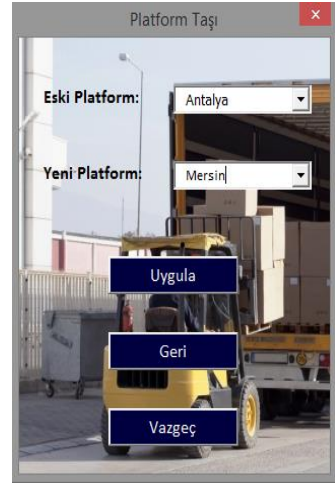 Platform Taşı
x
Eski Platform: Antalya
Yeni Platform: Mersin
Uygula
Geri
Vazgeç